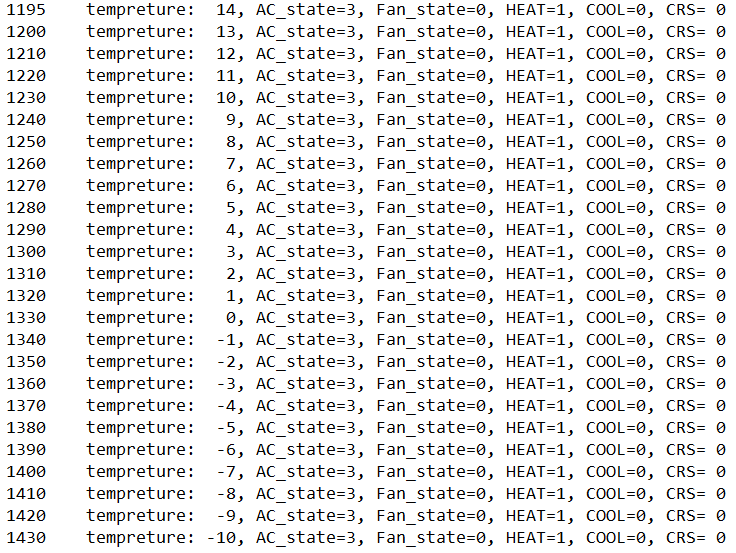 1195    tempreture:  14, AC_state=3, Fan_state=0, HEAT=1, COOL=0, CRS= 0
1200    tempreture:  13, AC_state=3, Fan_state=0, HEAT=1, COOL=0, CRS= 0
1210    tempreture:  12, AC_state=3, Fan_state=0, HEAT=1, COOL=0, CRS= 0
1220    tempreture:  11, AC_state=3, Fan_state=0, HEAT=1, COOL=0, CRS= 0
1230    tempreture:  10, AC_state=3, Fan_state=0, HEAT=1, COOL=0, CRS= 0
1240    tempreture:   9, AC_state=3, Fan_state=0, HEAT=1, COOL=0, CRS= 0
1250    tempreture:   8, AC_state=3, Fan_state=0, HEAT=1, COOL=0, CRS= 0
1260    tempreture:   7, AC_state=3, Fan_state=0, HEAT=1, COOL=0, CRS= 0
1270    tempreture:   6, AC_state=3, Fan_state=0, HEAT=1, COOL=0, CRS= 0
1280    tempreture:   5, AC_state=3, Fan_state=0, HEAT=1, COOL=0, CRS= 0
1290    tempreture:   4, AC_state=3, Fan_state=0, HEAT=1, COOL=0, CRS= 0
1300    tempreture:   3, AC_state=3, Fan_state=0, HEAT=1, COOL=0, CRS= 0
1310    tempreture:   2, AC_state=3, Fan_state=0, HEAT=1, COOL=0, CRS= 0
1320    tempreture:   1, AC_state=3, Fan_state=0, HEAT=1, COOL=0, CRS= 0
1330    tempreture:   0, AC_state=3, Fan_state=0, HEAT=1, COOL=0, CRS= 0
1340    tempreture:  -1, AC_state=3, Fan_state=0, HEAT=1, COOL=0, CRS= 0
1350    tempreture:  -2, AC_state=3, Fan_state=0, HEAT=1, COOL=0, CRS= 0
1360    tempreture:  -3, AC_state=3, Fan_state=0, HEAT=1, COOL=0, CRS= 0
1370    tempreture:  -4, AC_state=3, Fan_state=0, HEAT=1, COOL=0, CRS= 0
1380    tempreture:  -5, AC_state=3, Fan_state=0, HEAT=1, COOL=0, CRS= 0
1390    tempreture:  -6, AC_state=3, Fan_state=0, HEAT=1, COOL=0, CRS= 0
1400    tempreture:  -7, AC_state=3, Fan_state=0, HEAT=1, COOL=0, CRS= 0
1410    tempreture:  -8, AC_state=3, Fan_state=0, HEAT=1, COOL=0, CRS= 0
1420    tempreture:  -9, AC_state=3, Fan_state=0, HEAT=1, COOL=0, CRS= 0
1430    tempreture: -10, AC_state=3, Fan_state=0, HEAT=1, COOL=0, CRS= 0